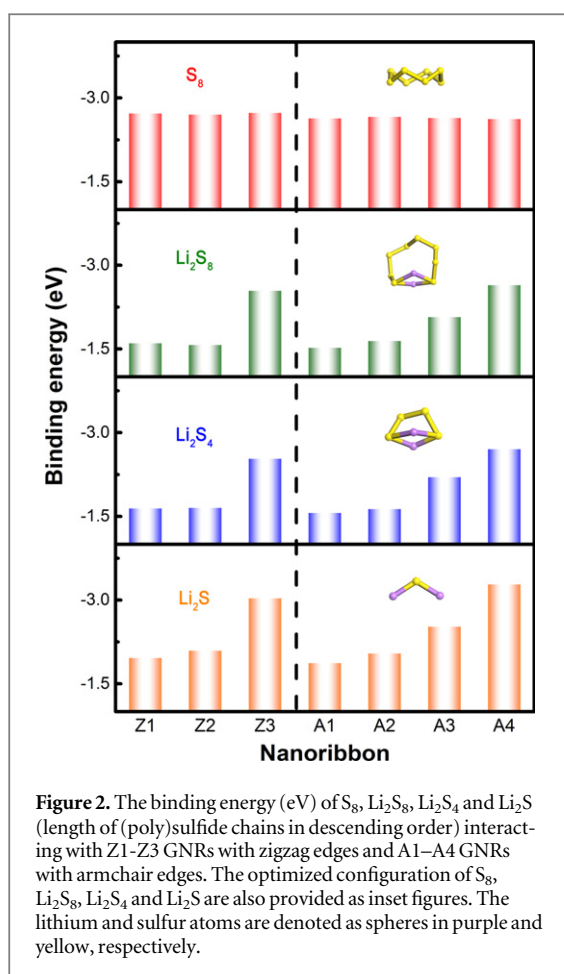 S₈
-3.0
-1.5
Li₂S₈
-3.0
-1.5
Li₂S₄
-3.0
-1.5
Li₂S
-3.0
-1.5
Binding energy (eV)
Z1 Z2 Z3 A1 A2 A3 A4
Nanoribbon
Figure 2. The binding energy (eV) of S₈, Li₂S₈, Li₂S₄ and Li₂S
(length of (poly)sulfide chains in descending order) interact-
ing with Z1-Z3 GNRs with zigzag edges and A1–A4 GNRs
with armchair edges. The optimized configuration of S₈,
Li₂S₈, Li₂S₄ and Li₂S are also provided as inset figures. The
lithium and sulfur atoms are denoted as spheres in purple and
yellow, respectively.